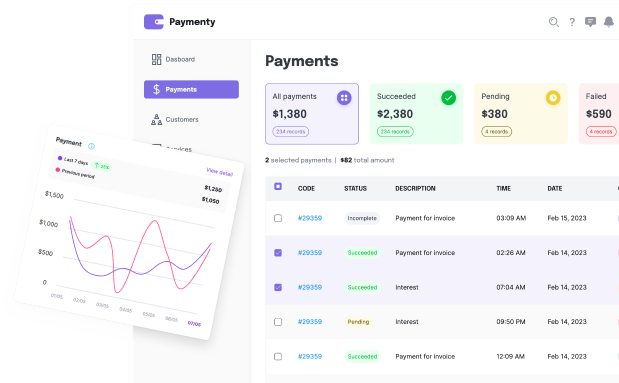 Paymenty
?
Dasboard
$ Payments
Customers
Payments
All payments
$1,380
234 records
Succeeded
$2,380
234 records
Pending
$380
4 records
Failed
$590
4 records
2 selected payments | $82 total amount
CODE STATUS DESCRIPTION TIME DATE
#29359 Incomplete Payment for invoice 03:09 AM Feb 15, 2023
#29359 Succeeded Payment for invoice 02:26 AM Feb 14, 2023
#29359 Succeeded Interest 07:04 AM Feb 14, 2023
#29359 Pending Interest 09:50 PM Feb 14, 2023
#29359 Succeeded Payment for invoice 12:09 AM Feb 14, 2023
Payment
View detail
Last 7 days ↑ 25% $1,250
Previous period $1,050
$1,500
$1,000
$500
0
01/05 02/05 03/05 04/05 05/05 06/05 07/05